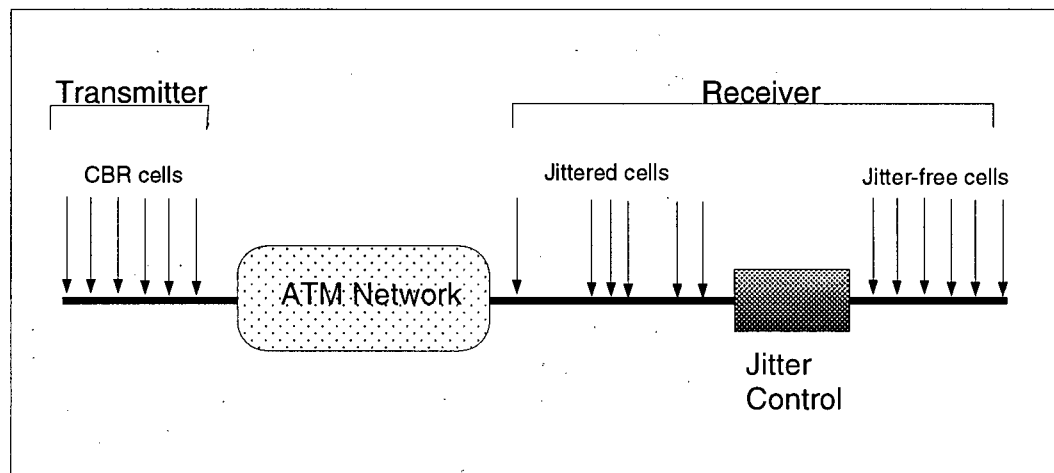 Transmitter
Receiver
CBR cells
Jittered cells
Jitter-free cells
ATM Network
Jitter
Control